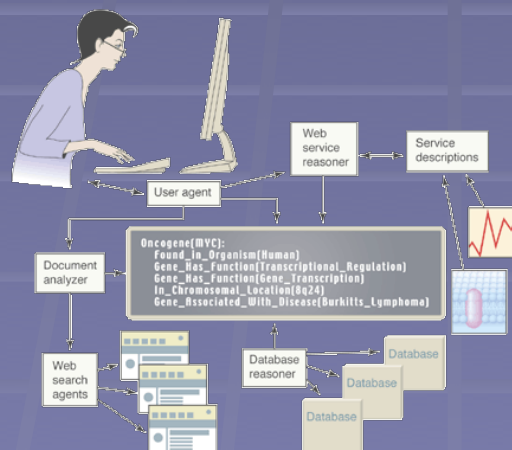 Web
service
reasoner
Service
descriptions
User agent
Oncogene(MYC):
Found_in_Organism(Human)
Gene_Has_Function(Transcriptional_Regulation)
Gene_Has_Function(Gene_Transcription)
In_Chromosomal_Location(8q24)
Gene_Associated_With_Disease(Burkitts_Lymphoma)
Document
analyzer
Web
search
agents
Database
reasoner
Database
Database
Database